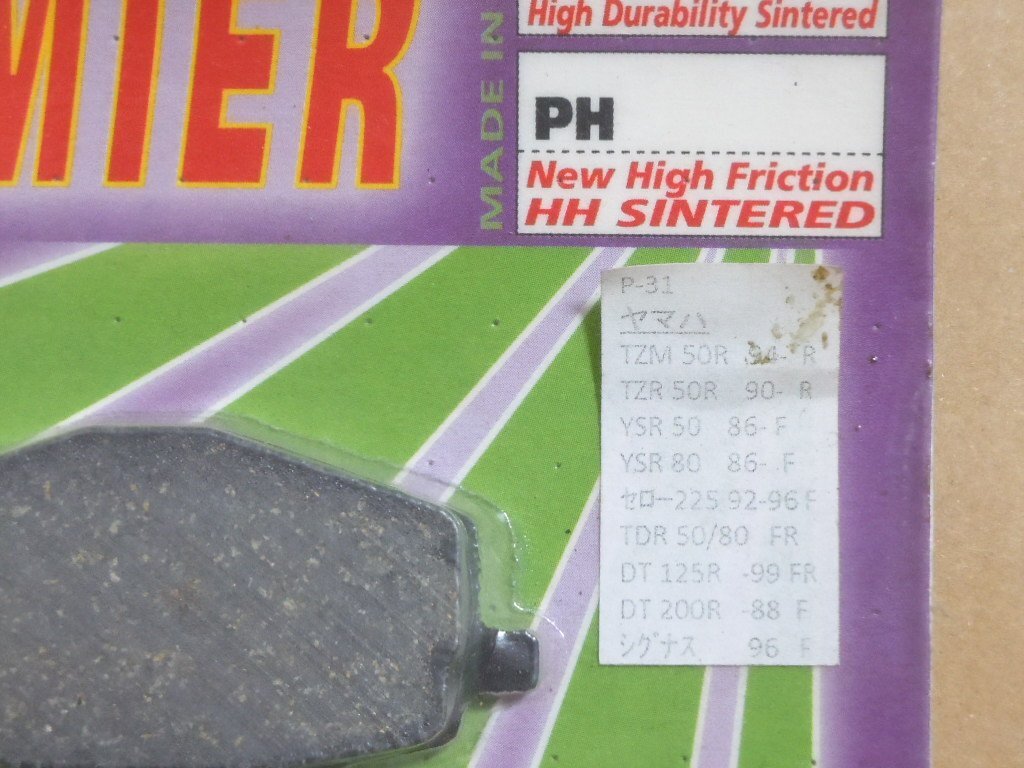 MIER
MADE IN
High Durability Sintered
PH
New High Friction
HH SINTERED
P-31
ヤマハ
TZM 50R 94- R
TZR 50R 90- R
YSR 50 86- F
YSR 80 86- F
セロー225 92-96 F
TDR 50/80 FR
DT 125R -99 FR
DT 200R -88 F
シグナス 96 F